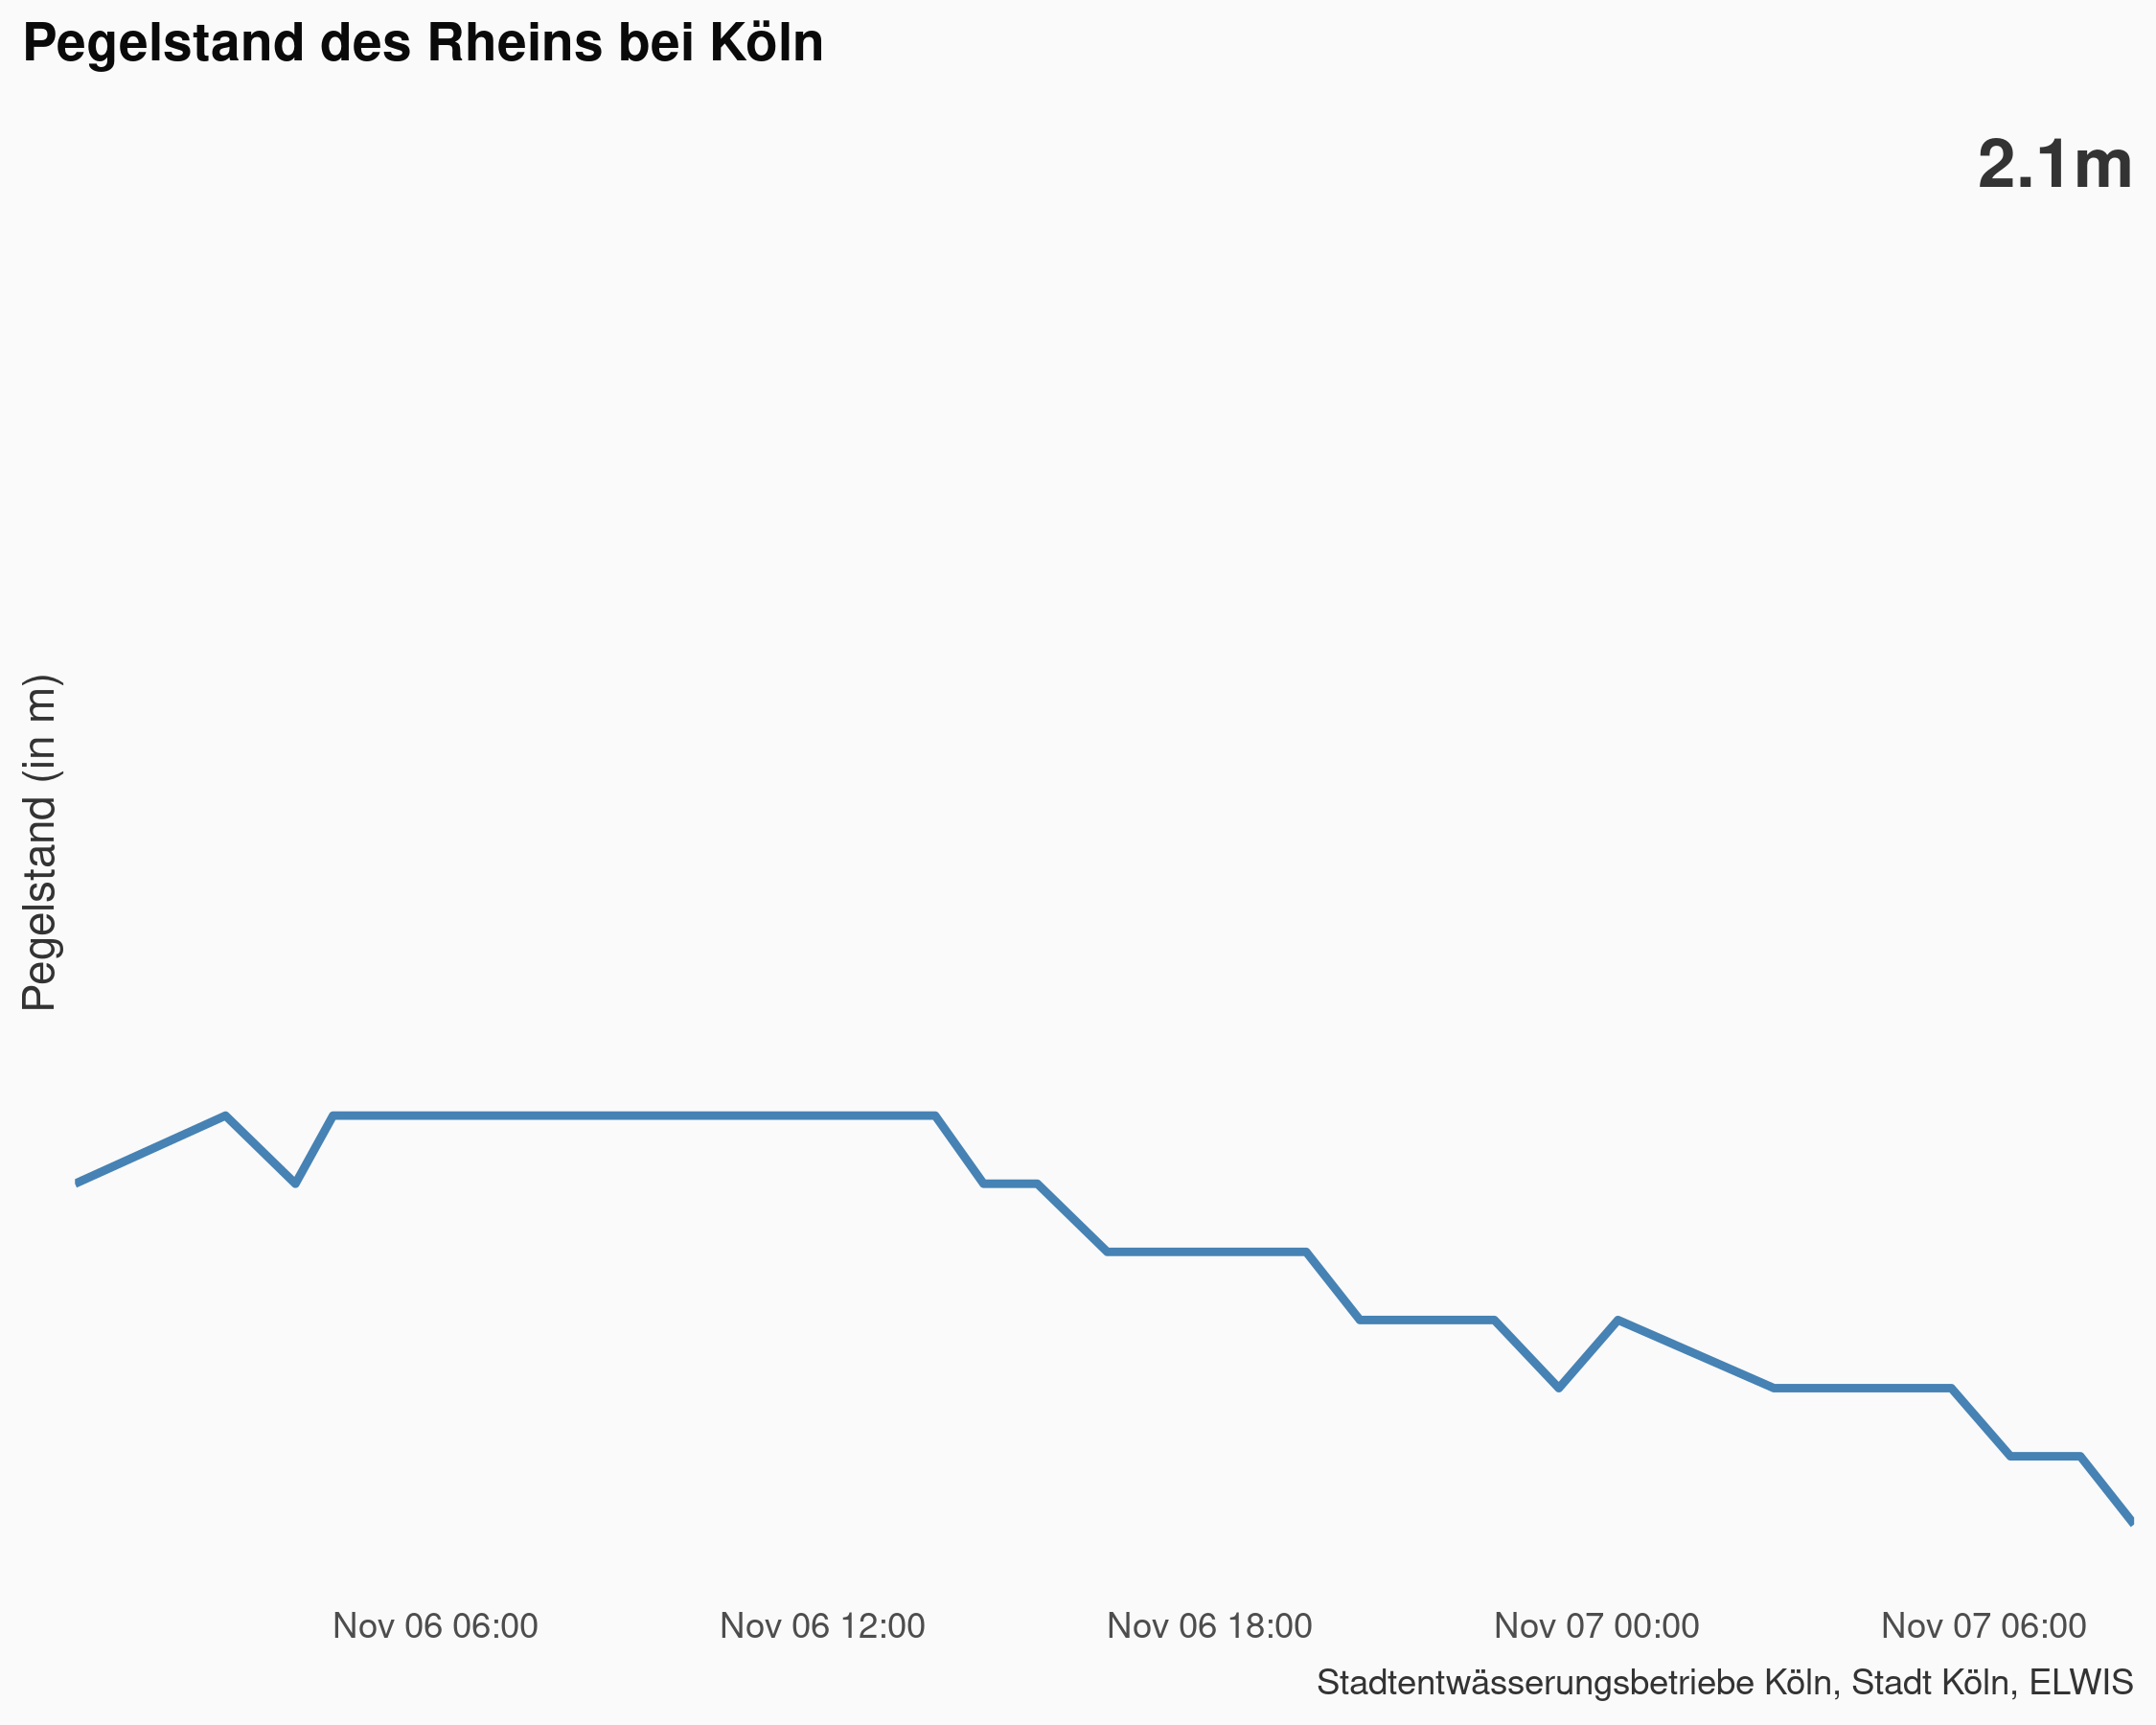 Pegelstand des Rheins bei Köln
2.1m
Pegelstand (in m)
Nov 06 06:00
Nov 06 12:00
Nov 06 18:00
Nov 07 00:00
Nov 07 06:00
Stadtentwässerungsbetriebe Köln, Stadt Köln, ELWIS